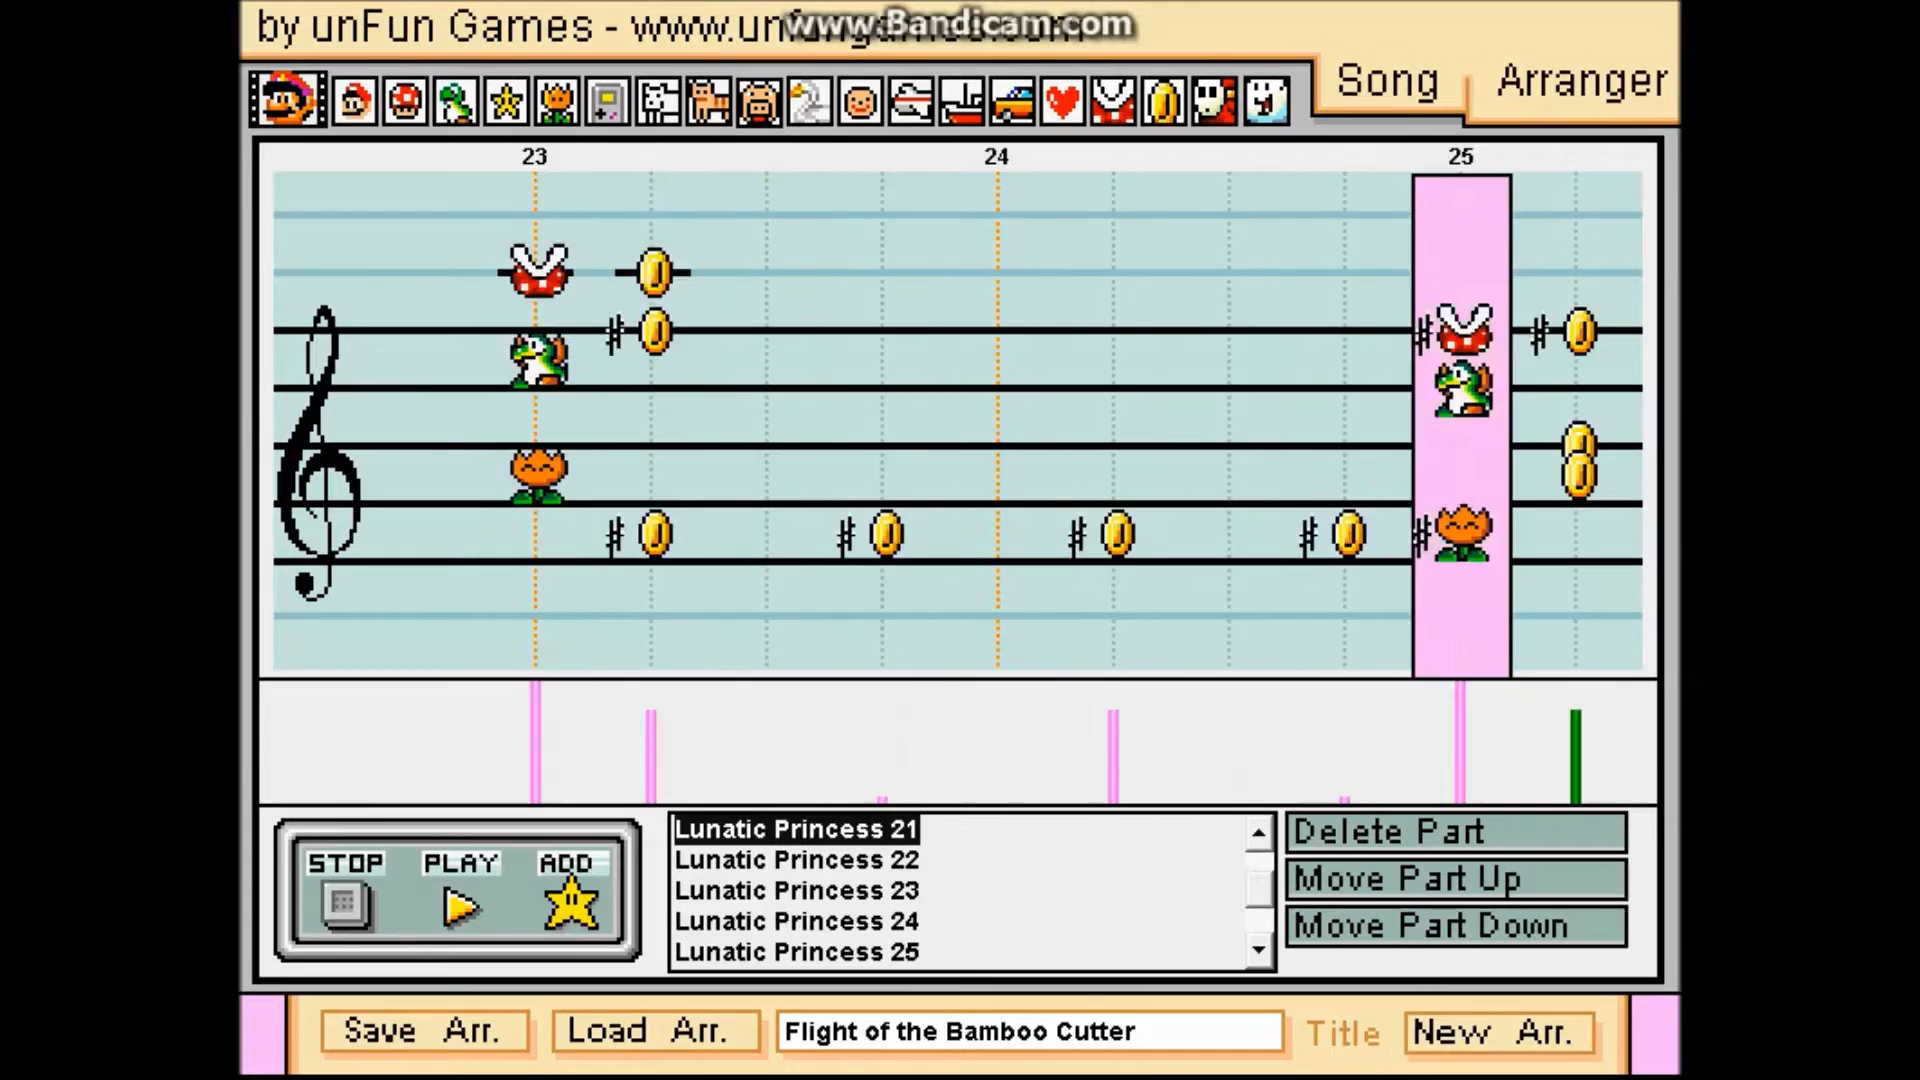 by unFun Games - www.unfungames.com
www.Bandicam.com
Song
Arranger
23
24
25
STOP
PLAY
ADD
Lunatic Princess 21
Lunatic Princess 22
Lunatic Princess 23
Lunatic Princess 24
Lunatic Princess 25
Delete Part
Move Part Up
Move Part Down
Save Arr.
Load Arr.
Flight of the Bamboo Cutter
Title
New Arr.